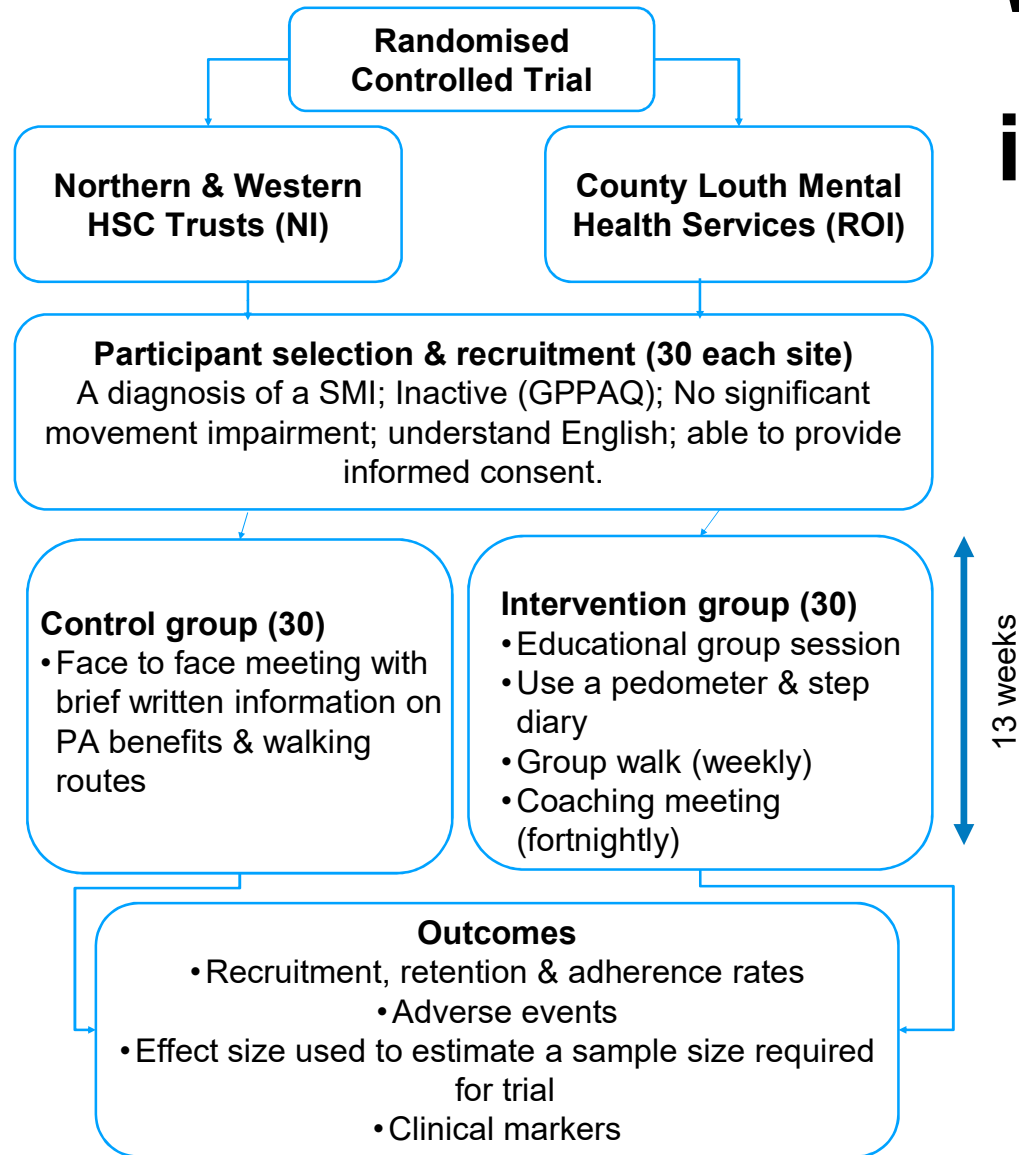 Randomised
Controlled Trial
Northern & Western
HSC Trusts (NI)
County Louth Mental
Health Services (ROI)
Participant selection & recruitment (30 each site)
A diagnosis of a SMI; Inactive (GPPAQ); No significant
movement impairment; understand English; able to provide
informed consent.
Control group (30)
•Face to face meeting with
brief written information on
PA benefits & walking
routes
Intervention group (30)
•Educational group session
•Use a pedometer & step
diary
•Group walk (weekly)
•Coaching meeting
(fortnightly)
13 weeks
Outcomes
•Recruitment, retention & adherence rates
•Adverse events
•Effect size used to estimate a sample size required
for trial
•Clinical markers